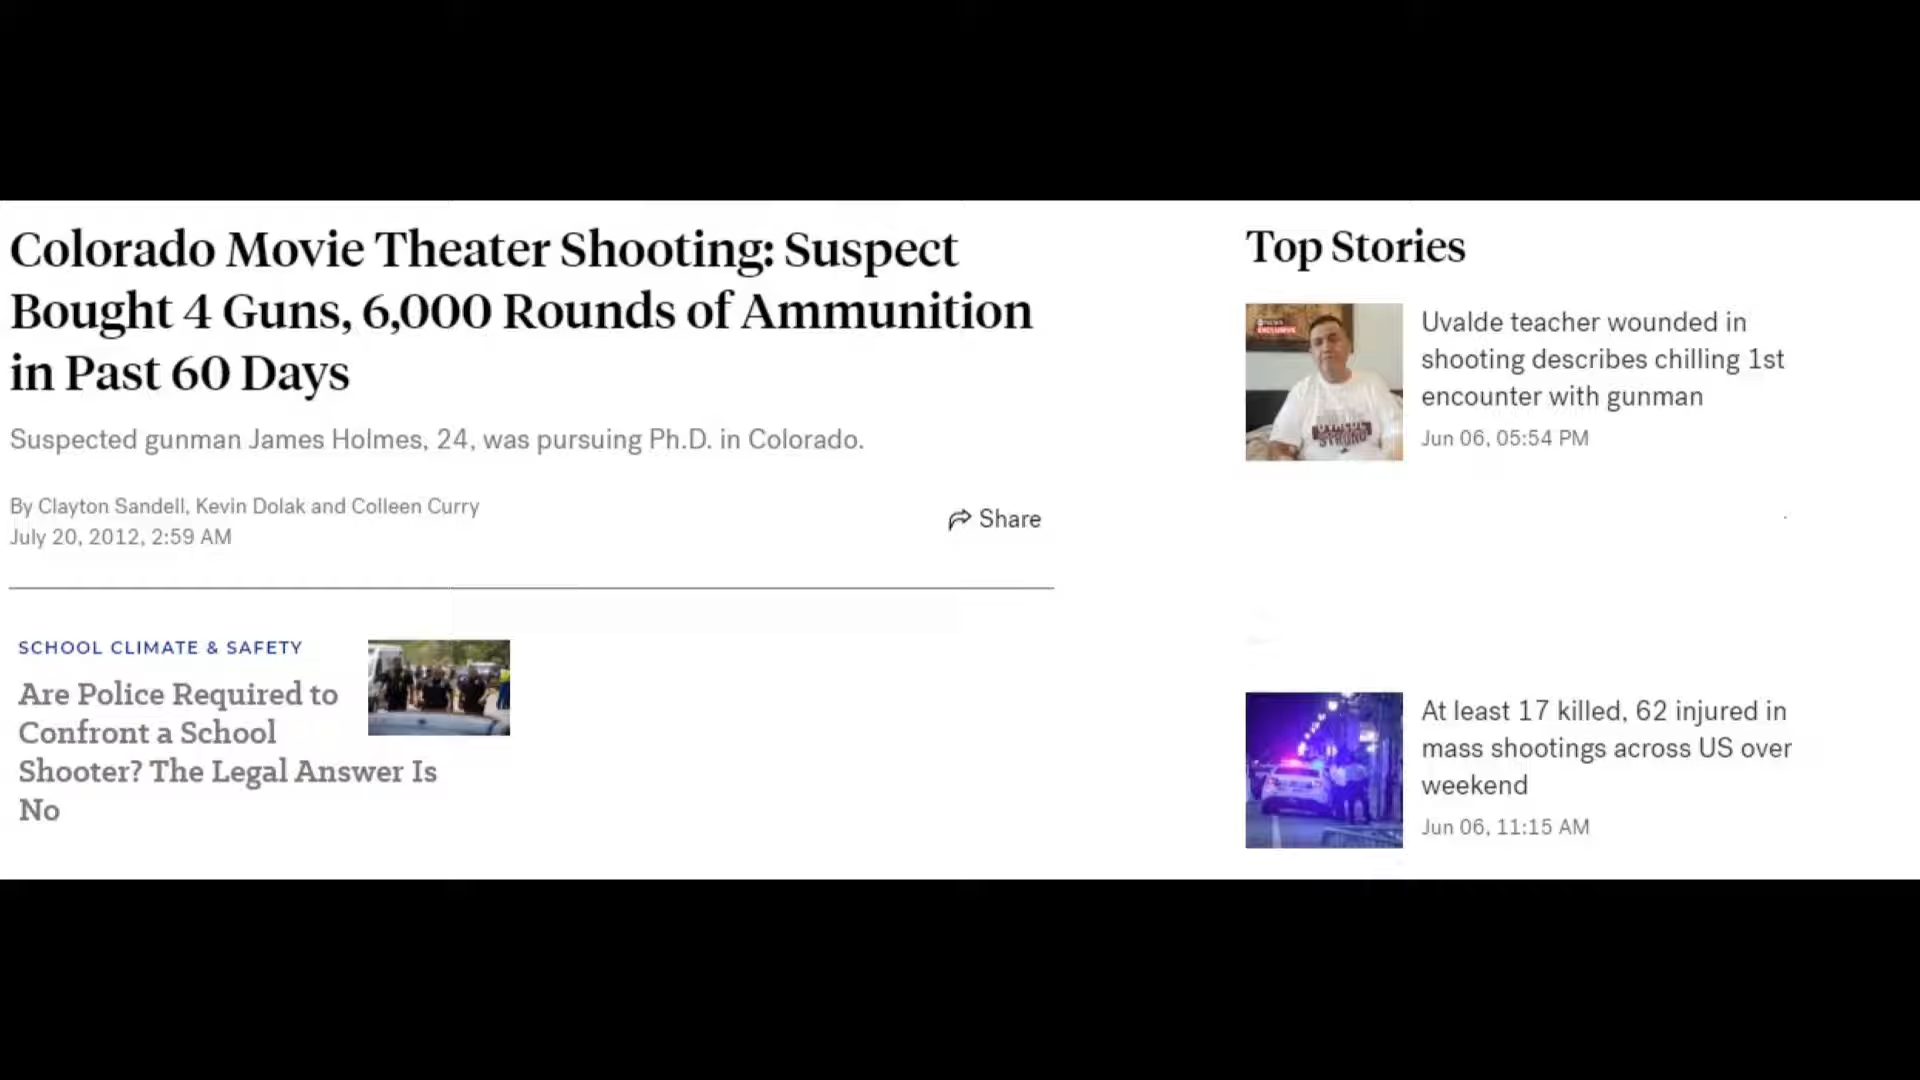 Colorado Movie Theater Shooting: Suspect
Bought 4 Guns, 6,000 Rounds of Ammunition
in Past 60 Days
Suspected gunman James Holmes, 24, was pursuing Ph.D. in Colorado.
By Clayton Sandell, Kevin Dolak and Colleen Curry
July 20, 2012, 2:59 AM
Share
SCHOOL CLIMATE & SAFETY
Are Police Required to
Confront a School
Shooter? The Legal Answer Is
No
Top Stories
NEWS
EXCLUSIVE
UVALDE
STRONG
Uvalde teacher wounded in
shooting describes chilling 1st
encounter with gunman
Jun 06, 05:54 PM
At least 17 killed, 62 injured in
mass shootings across US over
weekend
Jun 06, 11:15 AM